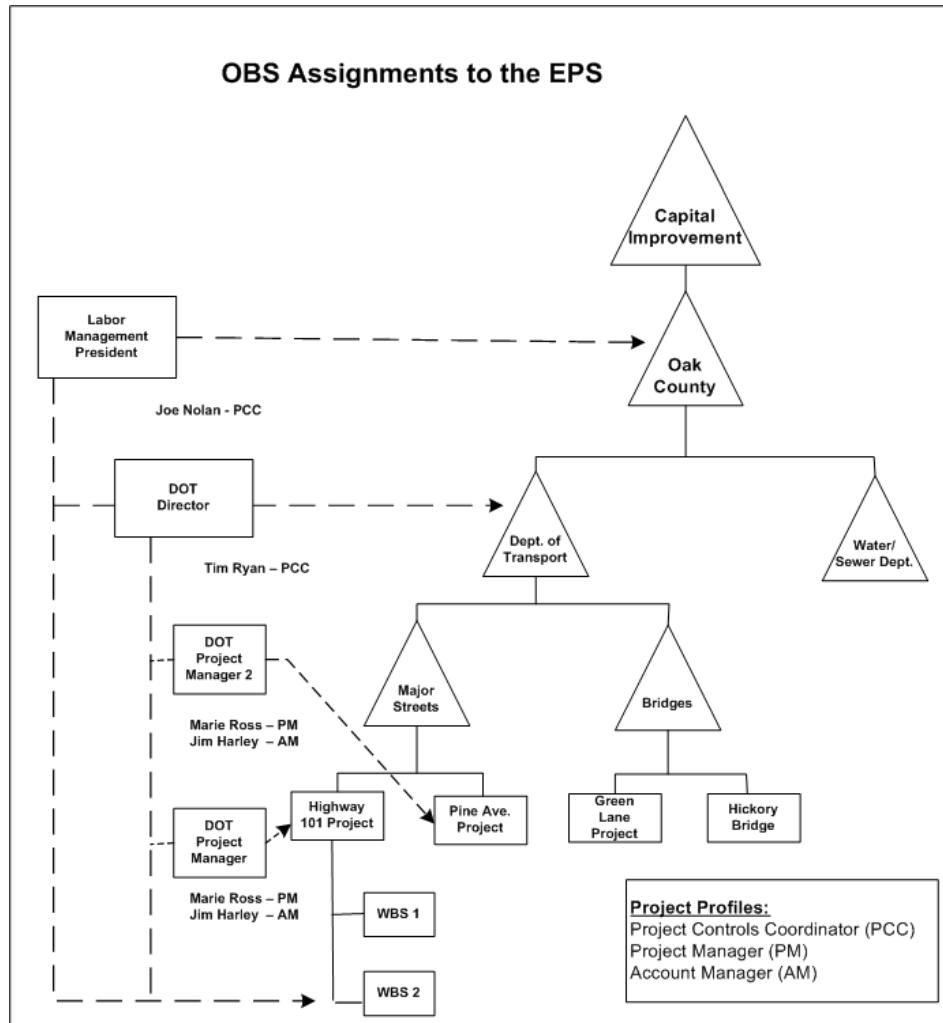 OBS Assignments to the EPS
Capital
Improvement
Labor
Management
President
Oak
County
Joe Nolan - PCC
DOT
Director
Dept. of
Transport
Water/
Sewer Dept.
Tim Ryan – PCC
DOT
Project
Manager 2
Major
Streets
Bridges
Marie Ross – PM
Jim Harley – AM
Highway
101 Project
Pine Ave.
Project
Green
Lane
Project
Hickory
Bridge
DOT
Project
Manager
Marie Ross – PM
Jim Harley – AM
WBS 1
WBS 2
Project Profiles:
Project Controls Coordinator (PCC)
Project Manager (PM)
Account Manager (AM)